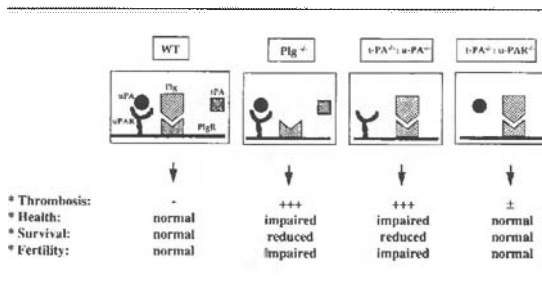 WT Plg -/- t-PA-/-: u-PA-/- t-PA-/-: u-PAR-/-
uPA Plg tPA
uPAR PlgR
* Thrombosis: - +++ +++ ±
* Health: normal impaired impaired normal
* Survival: normal reduced reduced normal
* Fertility: normal Impaired impaired normal